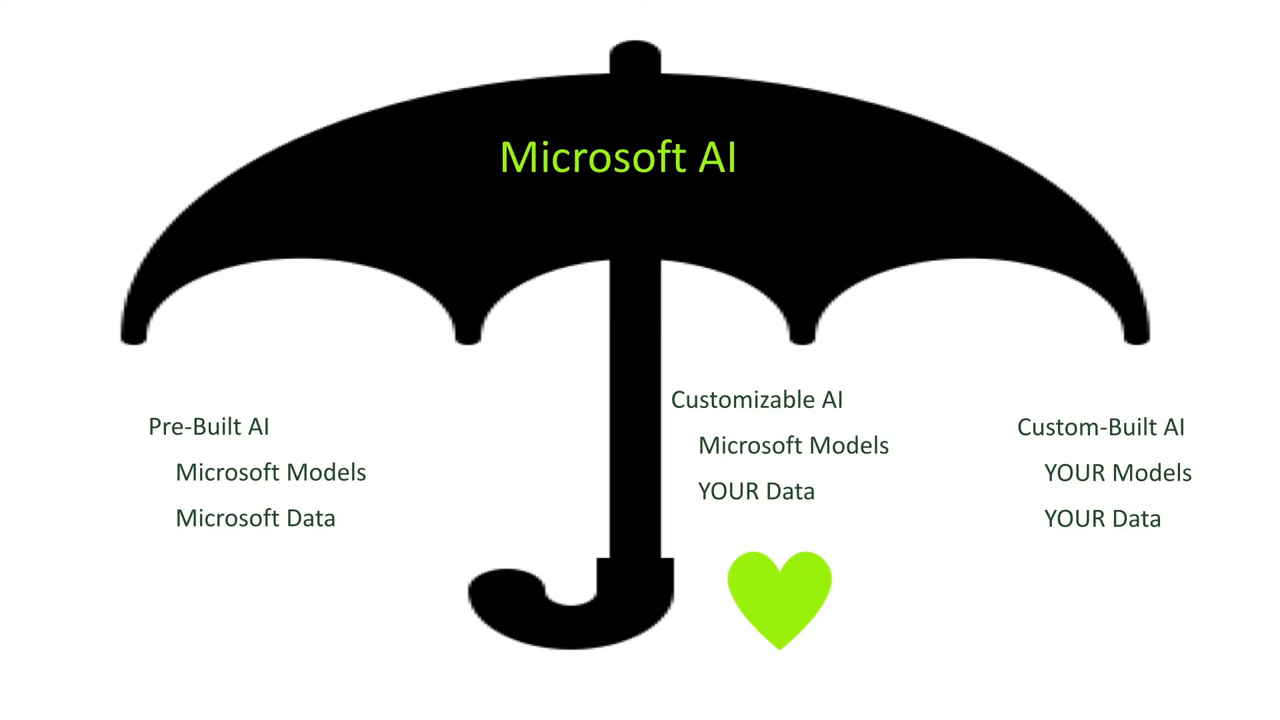 Microsoft AI
Pre-Built AI
Microsoft Models
Microsoft Data
Customizable AI
Microsoft Models
YOUR Data
Custom-Built AI
YOUR Models
YOUR Data